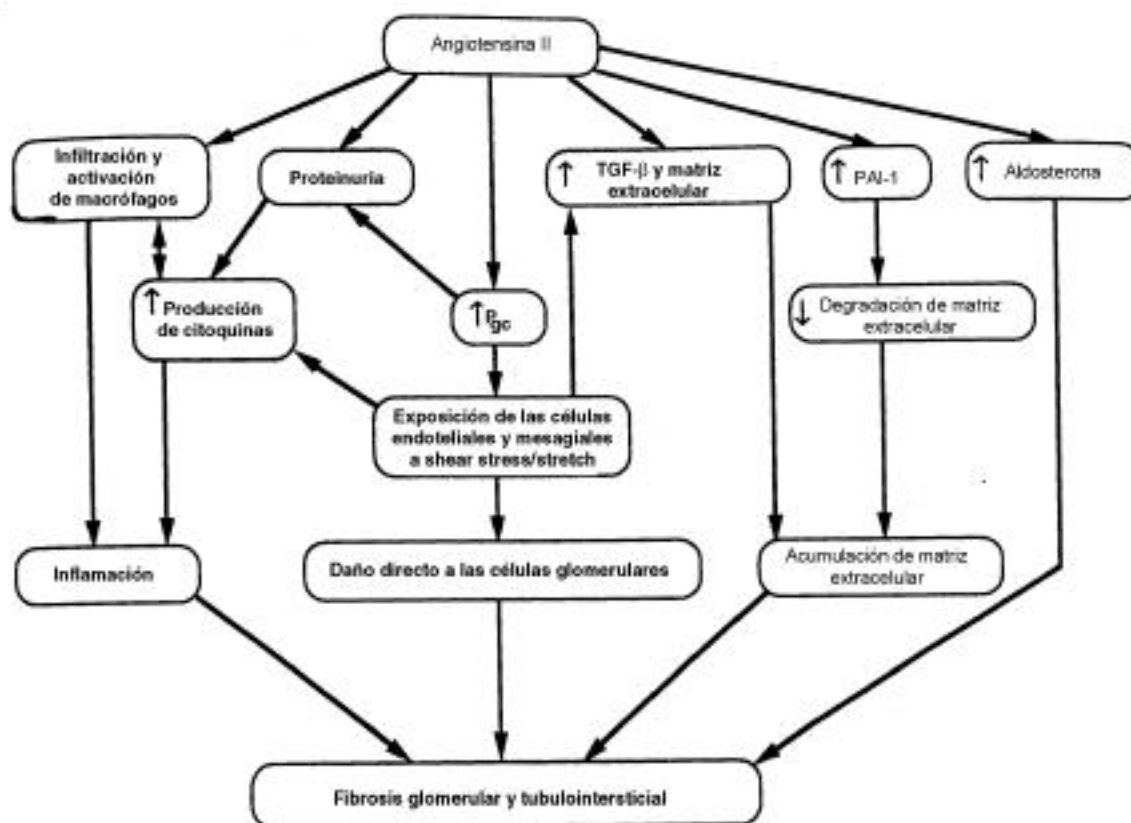 Angiotensina II
Infiltración y
activación
de macrófagos
Proteinuria
↑ TGF-β y matriz
extracelular
↑ PAI-1
↑ Aldosterona
↑ Producción
de citoquinas
↑Pgc
↓ Degradación de matriz
extracelular
Exposición de las células
endoteliales y mesagiales
a shear stress/stretch
Inflamación
Daño directo a las células glomerulares
Acumulación de matriz
extracelular
Fibrosis glomerular y tubulointersticial